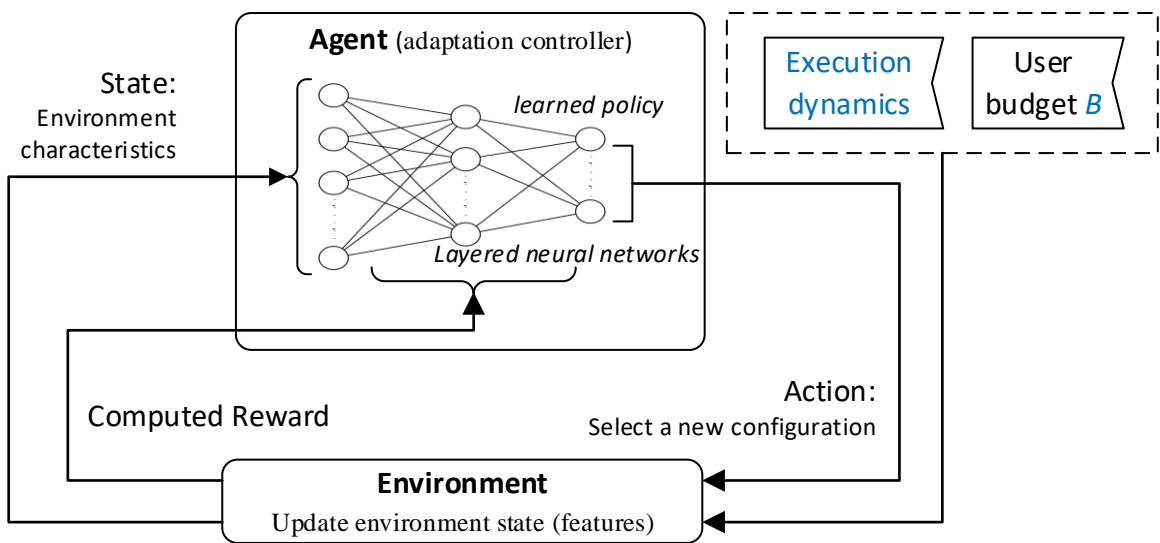 Agent (adaptation controller)
State:
Environment
characteristics
learned policy
Layered neural networks
Execution
dynamics
User
budget B
Computed Reward
Action:
Select a new configuration
Environment
Update environment state (features)